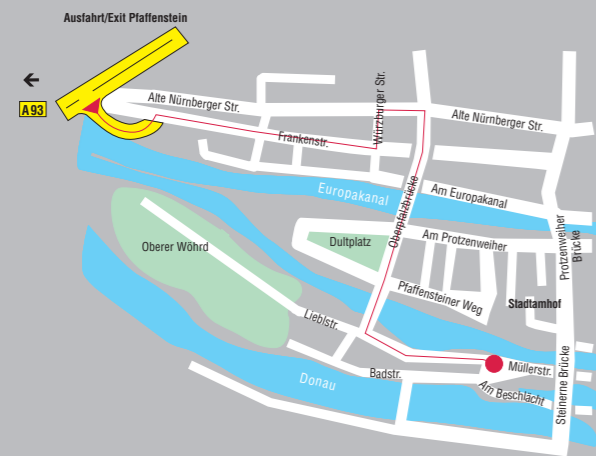 Ausfahrt/Exit Pfaffenstein
A93
Alte Nürnberger Str.
Würzburger Str.
Alte Nürnberger Str.
Frankenstr.
Europakanal
Am Europakanal
Oberpfalzbrücke
Oberer Wöhrd
Dultplatz
Am Protzenweiher
Protzenweiher
Brücke
Pfaffensteiner Weg
Stadtamhof
Lieblstr.
Müllerstr.
Badstr.
Donau
Am Beschlächt
Steinerne Brücke